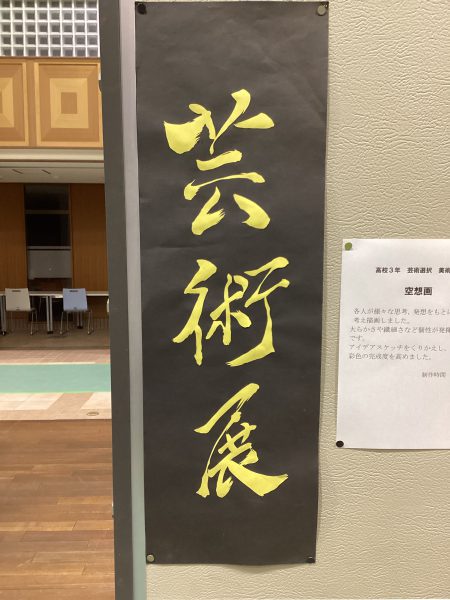 芸術展
高校３年　芸術選択　美術
空想画
各人が様々な思考、発想をもとに
考え描画しました。
大らかさや繊細さなど個性が発揮
です。
アイデアスケッチをくりかえし、
彩色の完成度を高めました。
制作時間